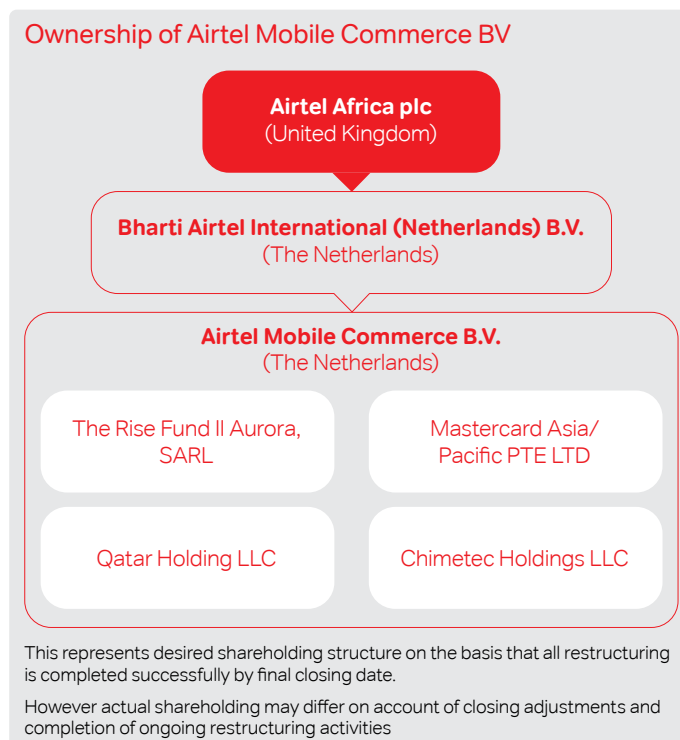 Ownership of Airtel Mobile Commerce BV
Airtel Africa plc
(United Kingdom)
Bharti Airtel International (Netherlands) B.V.
(The Netherlands)
Airtel Mobile Commerce B.V.
(The Netherlands)
The Rise Fund II Aurora,
SARL
Mastercard Asia/
Pacific PTE LTD
Qatar Holding LLC
Chimetec Holdings LLC
This represents desired shareholding structure on the basis that all restructuring
is completed successfully by final closing date.
However actual shareholding may differ on account of closing adjustments and
completion of ongoing restructuring activities